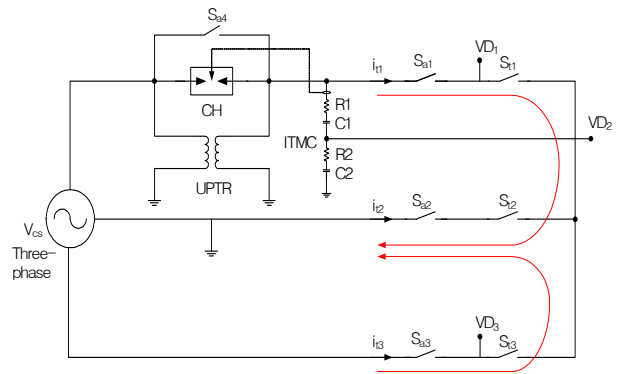 Sa4
CH
UPTR
ITMC
R1
C1
R2
C2
it1
Sa1
VD1
St1
VD2
Vcs
Three-
phase
it2
Sa2
St2
it3
Sa3
VD3
St3